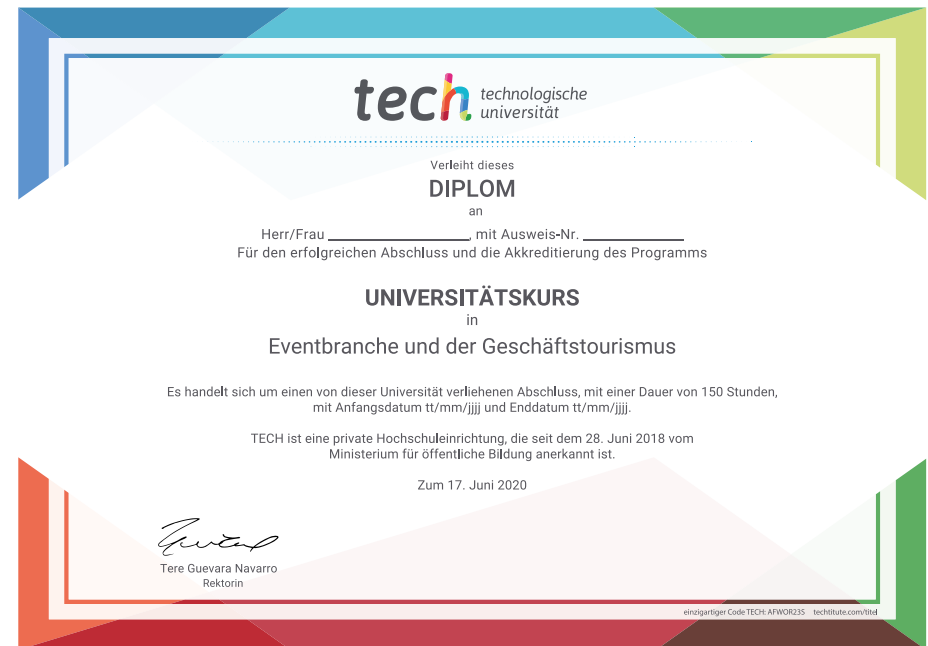 tech technologische
universität
Verleiht dieses
DIPLOM
an
Herr/Frau ____________________, mit Ausweis-Nr. ______________
Für den erfolgreichen Abschluss und die Akkreditierung des Programms
UNIVERSITÄTSKURS
in
Eventbranche und der Geschäftstourismus
Es handelt sich um einen von dieser Universität verliehenen Abschluss, mit einer Dauer von 150 Stunden,
mit Anfangsdatum tt/mm/jjjj und Enddatum tt/mm/jjjj.
TECH ist eine private Hochschuleinrichtung, die seit dem 28. Juni 2018 vom
Ministerium für öffentliche Bildung anerkannt ist.
Zum 17. Juni 2020
Tere Guevara Navarro
Rektorin
einzigartiger Code TECH: AFWOR23S techtitute.com/titel